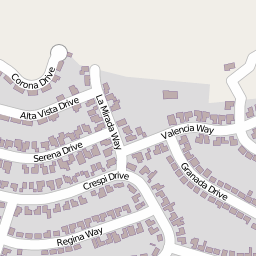 Corona Drive
Alta Vista Drive
La Mirada Way
Valencia Way
Serena Drive
Crespi Drive
Granada Drive
Regina Way